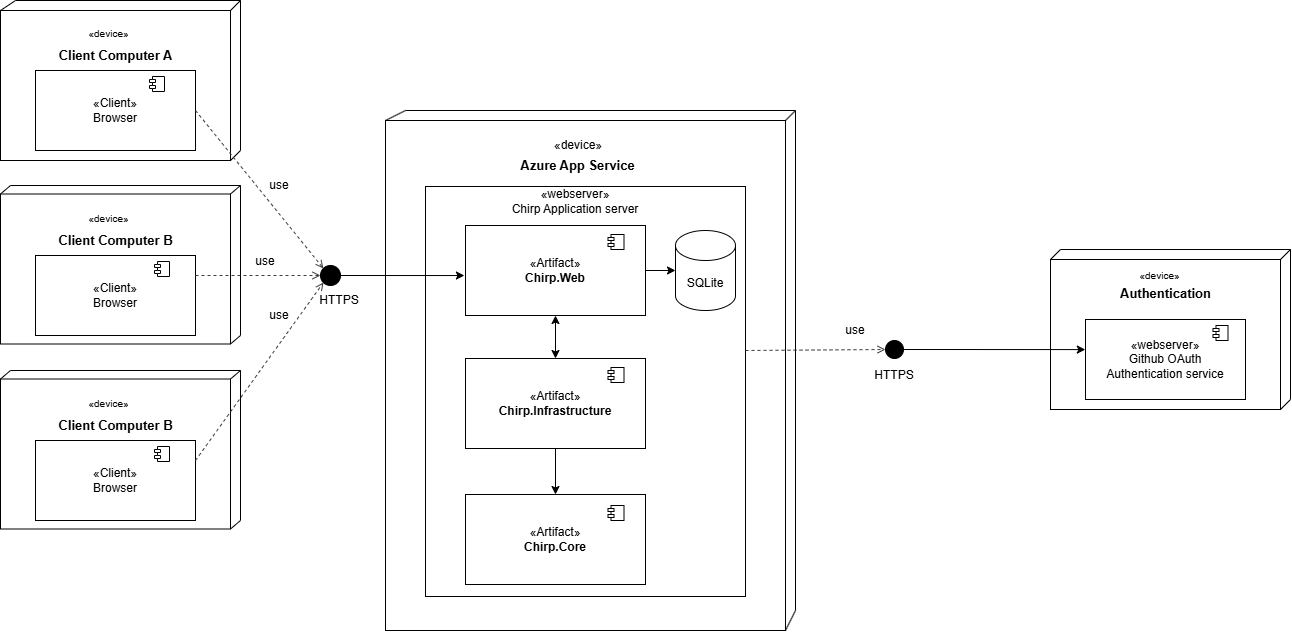 «device»
Client Computer A
«Client»
Browser
use
«device»
Client Computer B
«Client»
Browser
use
«device»
Client Computer B
«Client»
Browser
use
HTTPS
«device»
Azure App Service
«webserver»
Chirp Application server
«Artifact»
Chirp.Web
SQLite
«Artifact»
Chirp.Infrastructure
«Artifact»
Chirp.Core
use
HTTPS
«device»
Authentication
«webserver»
Github OAuth
Authentication service